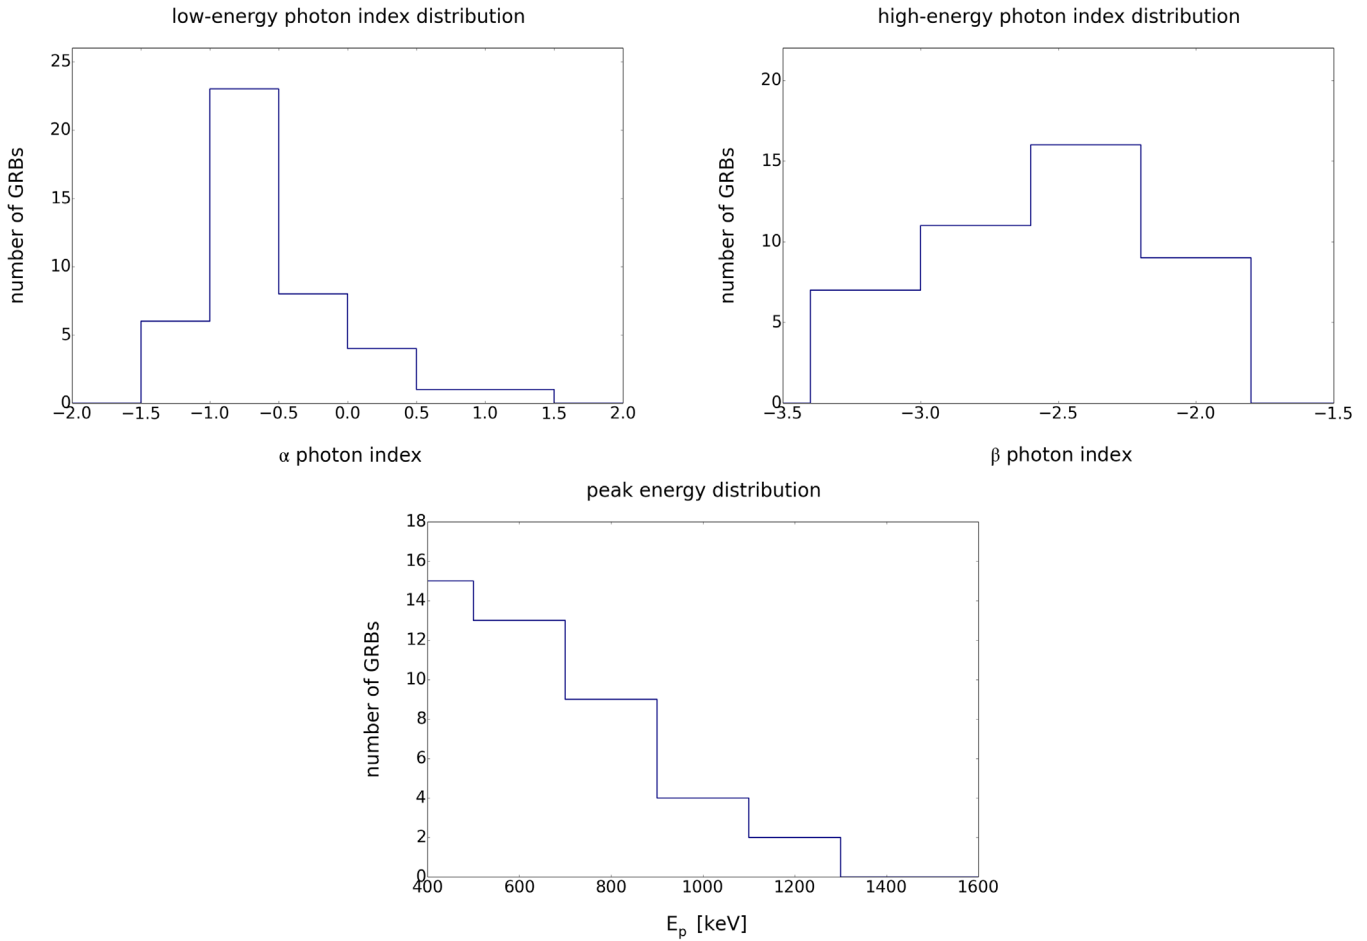 low-energy photon index distribution
25
20
15
10
5
0
−2.0 −1.5 −1.0 −0.5 0.0 0.5 1.0 1.5 2.0
number of GRBs
α photon index
high-energy photon index distribution
20
15
10
5
0
−3.5 −3.0 −2.5 −2.0 −1.5
number of GRBs
β photon index
peak energy distribution
18
16
14
12
10
8
6
4
2
0
400 600 800 1000 1200 1400 1600
number of GRBs
Ep [keV]